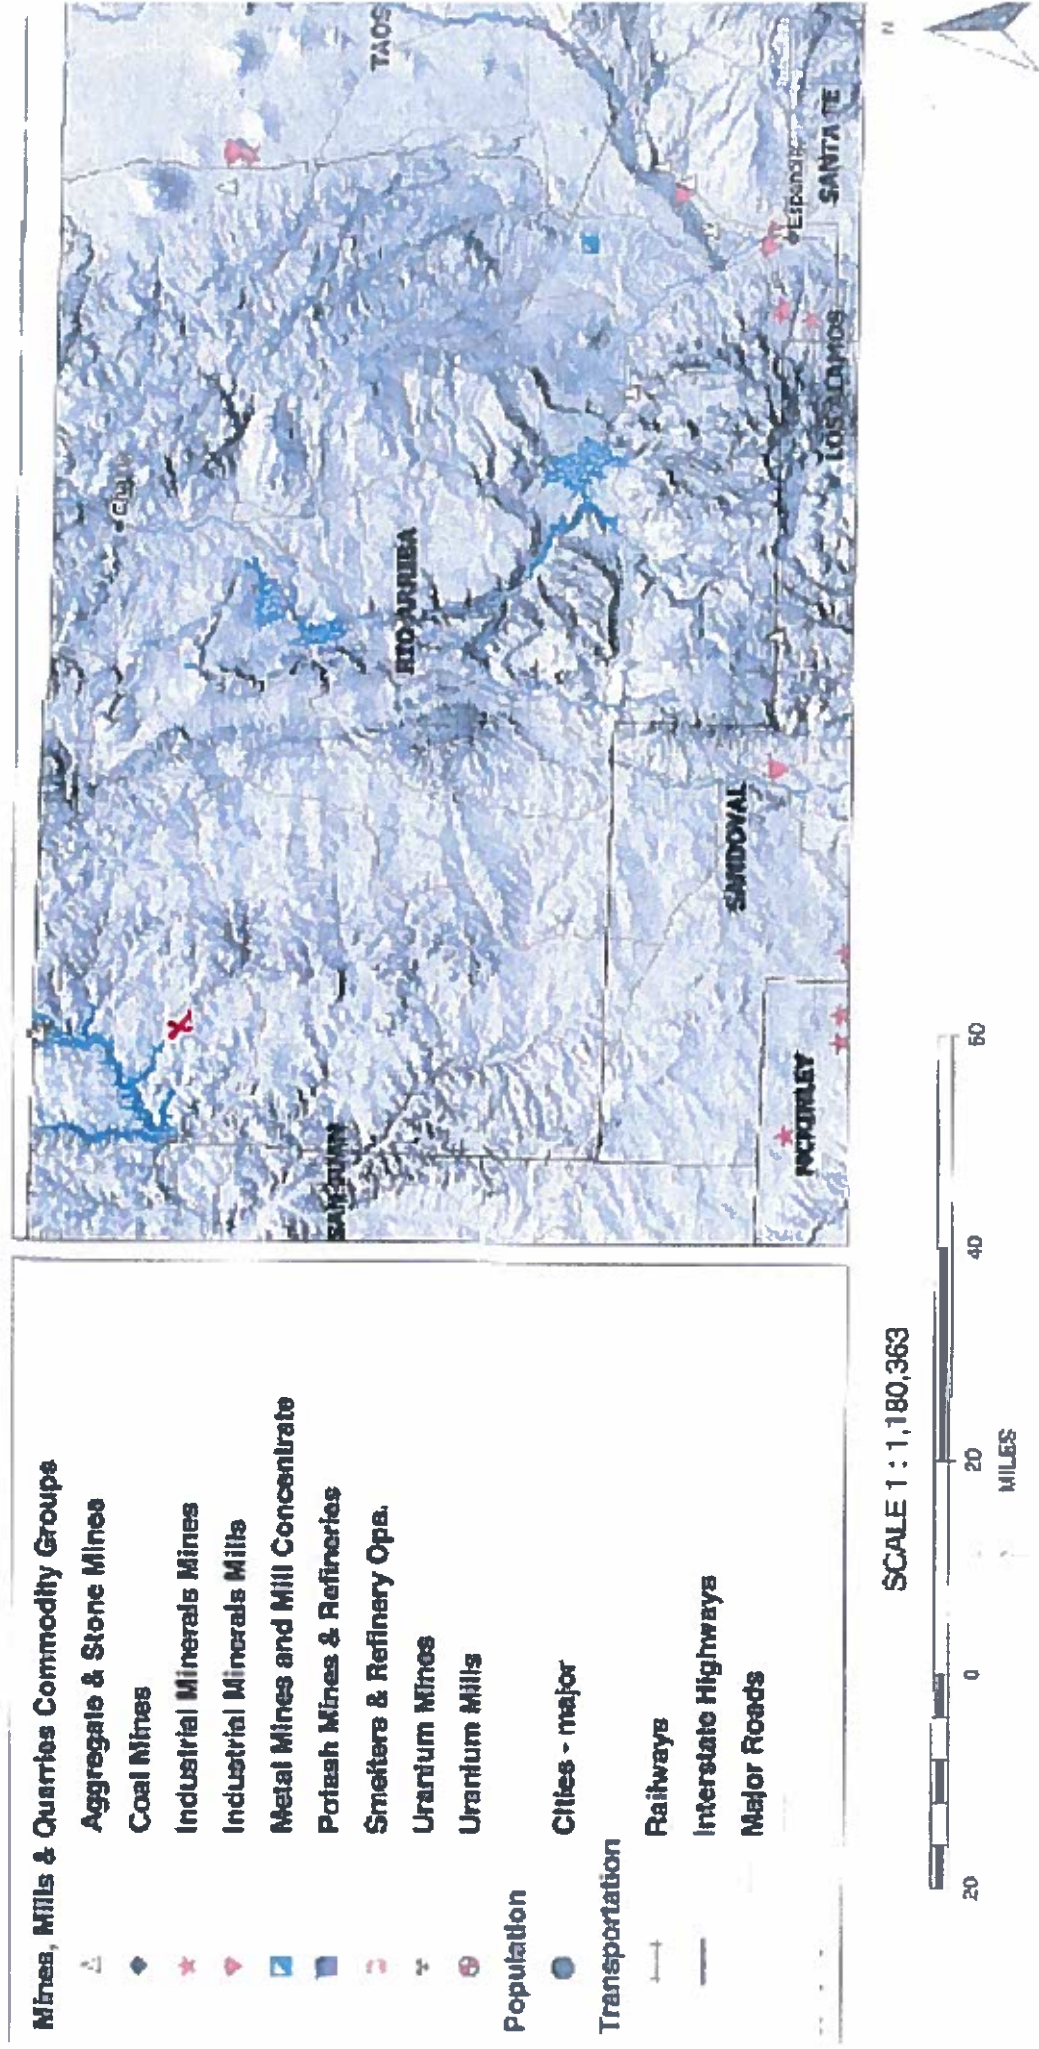 Mines, Mills & Quarries Commodity Groups
Aggregate & Stone Mines
Coal Mines
Industrial Minerals Mines
Industrial Minerals Mills
Metal Mines and Mill Concentrate
Potash Mines & Refineries
Smelters & Refinery Ops.
Uranium Mines
Uranium Mills
Population
Cities - major
Transportation
Railways
Interstate Highways
Major Roads
TAOS
Chama
RIO ARRIBA
SAN JUAN
Espanola
SANTA FE
LOS ALAMOS
SANDOVAL
MCKINLEY
N
SCALE 1 : 1,180,363
20 0 20 40 60
MILES